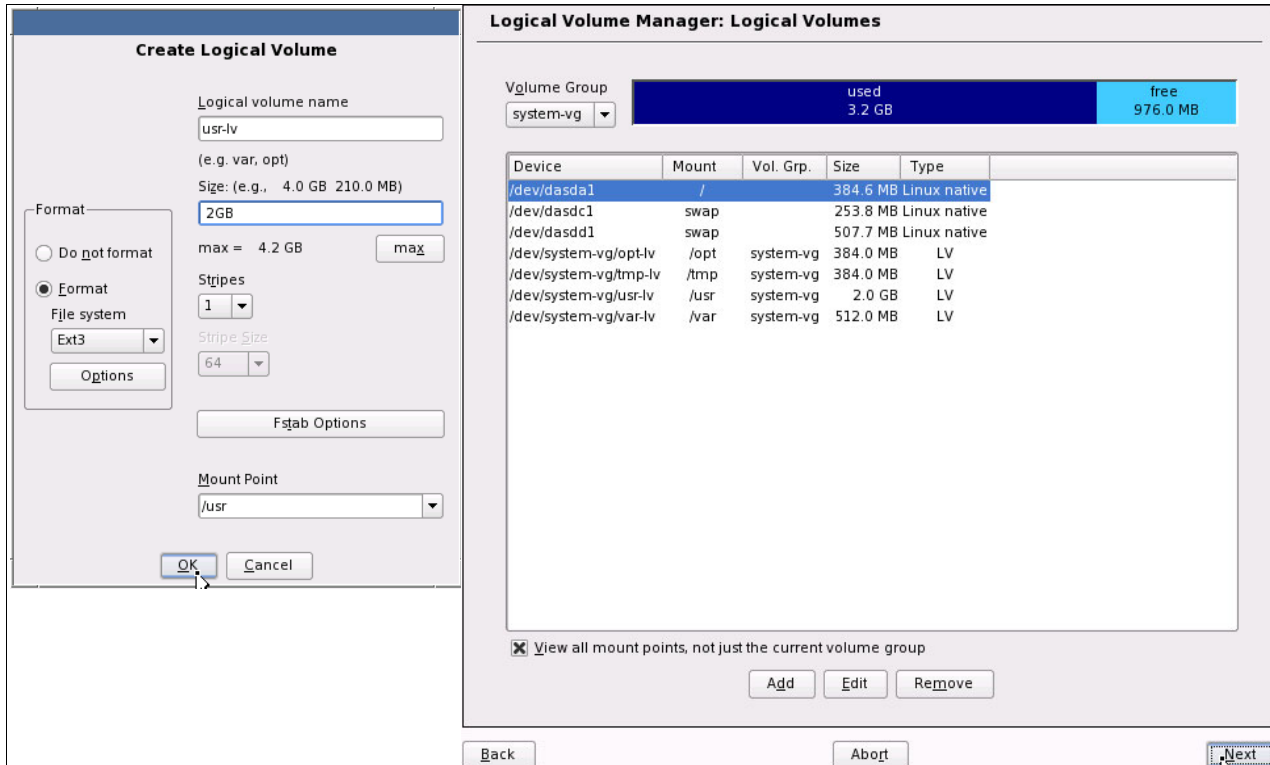 Create Logical Volume
Logical volume name
usr-lv
(e.g. var, opt)
Size: (e.g., 4.0 GB 210.0 MB)
2GB
max = 4.2 GB max
Format
Do not format
Format
File system
Ext3
Options
Stripes
1
Stripe Size
64
Fstab Options
Mount Point
/usr
OK Cancel
Logical Volume Manager: Logical Volumes
Volume Group
system-vg
used
3.2 GB
free
976.0 MB
Device Mount Vol. Grp. Size Type
/dev/dasda1 / 384.6 MB Linux native
/dev/dasdc1 swap 253.8 MB Linux native
/dev/dasdd1 swap 507.7 MB Linux native
/dev/system-vg/opt-lv /opt system-vg 384.0 MB LV
/dev/system-vg/tmp-lv /tmp system-vg 384.0 MB LV
/dev/system-vg/usr-lv /usr system-vg 2.0 GB LV
/dev/system-vg/var-lv /var system-vg 512.0 MB LV
View all mount points, not just the current volume group
Add Edit Remove
Back Abort Next